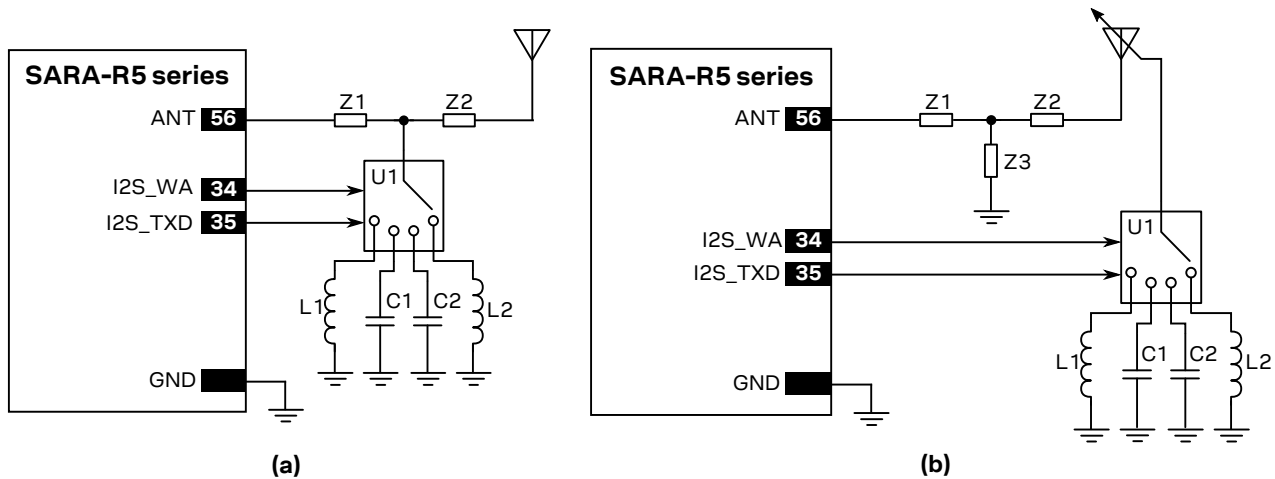 SARA-R5 series
ANT 56
Z1
Z2
I2S_WA 34
I2S_TXD 35
U1
L1
C1
C2
L2
GND
(a)
SARA-R5 series
ANT 56
Z1
Z2
Z3
I2S_WA 34
I2S_TXD 35
U1
L1
C1
C2
L2
GND
(b)